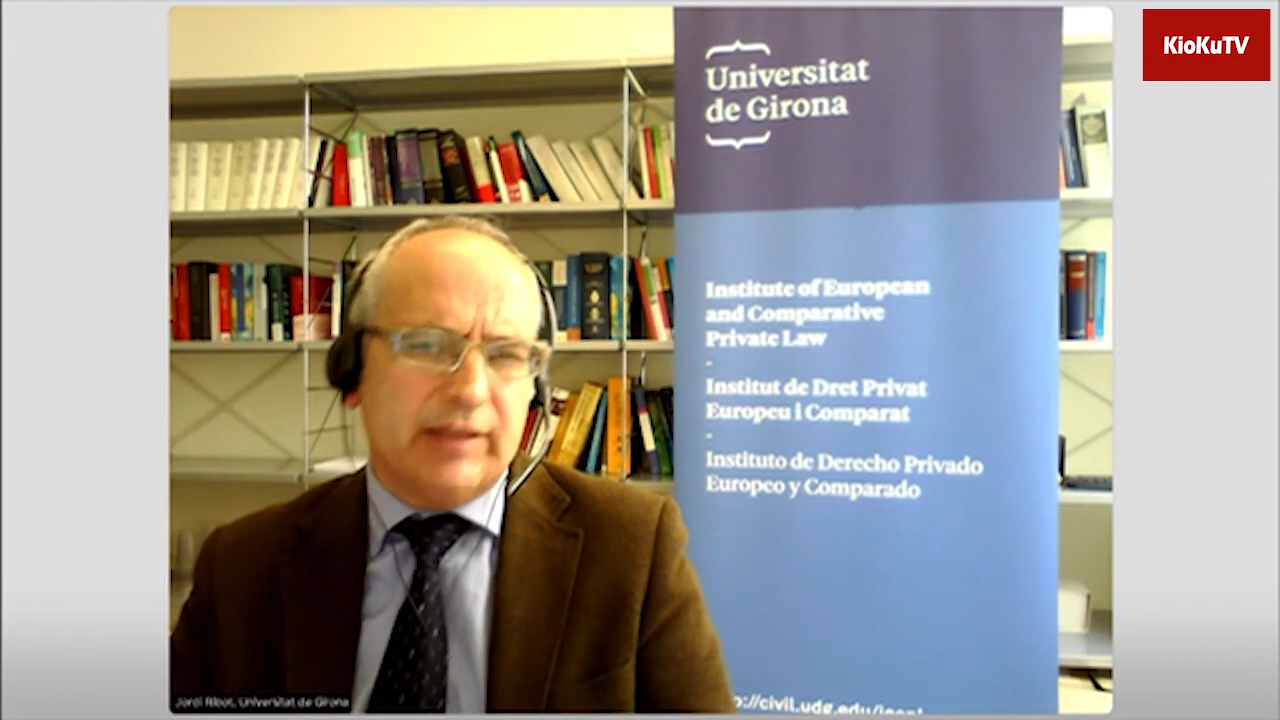 KioKuTV
Universitat
de Girona
Institute of European
and Comparative
Private Law
-
Institut de Dret Privat
Europeu i Comparat
-
Instituto de Derecho Privado
Europeo y Comparado
Jordi Ribot, Universitat de Girona